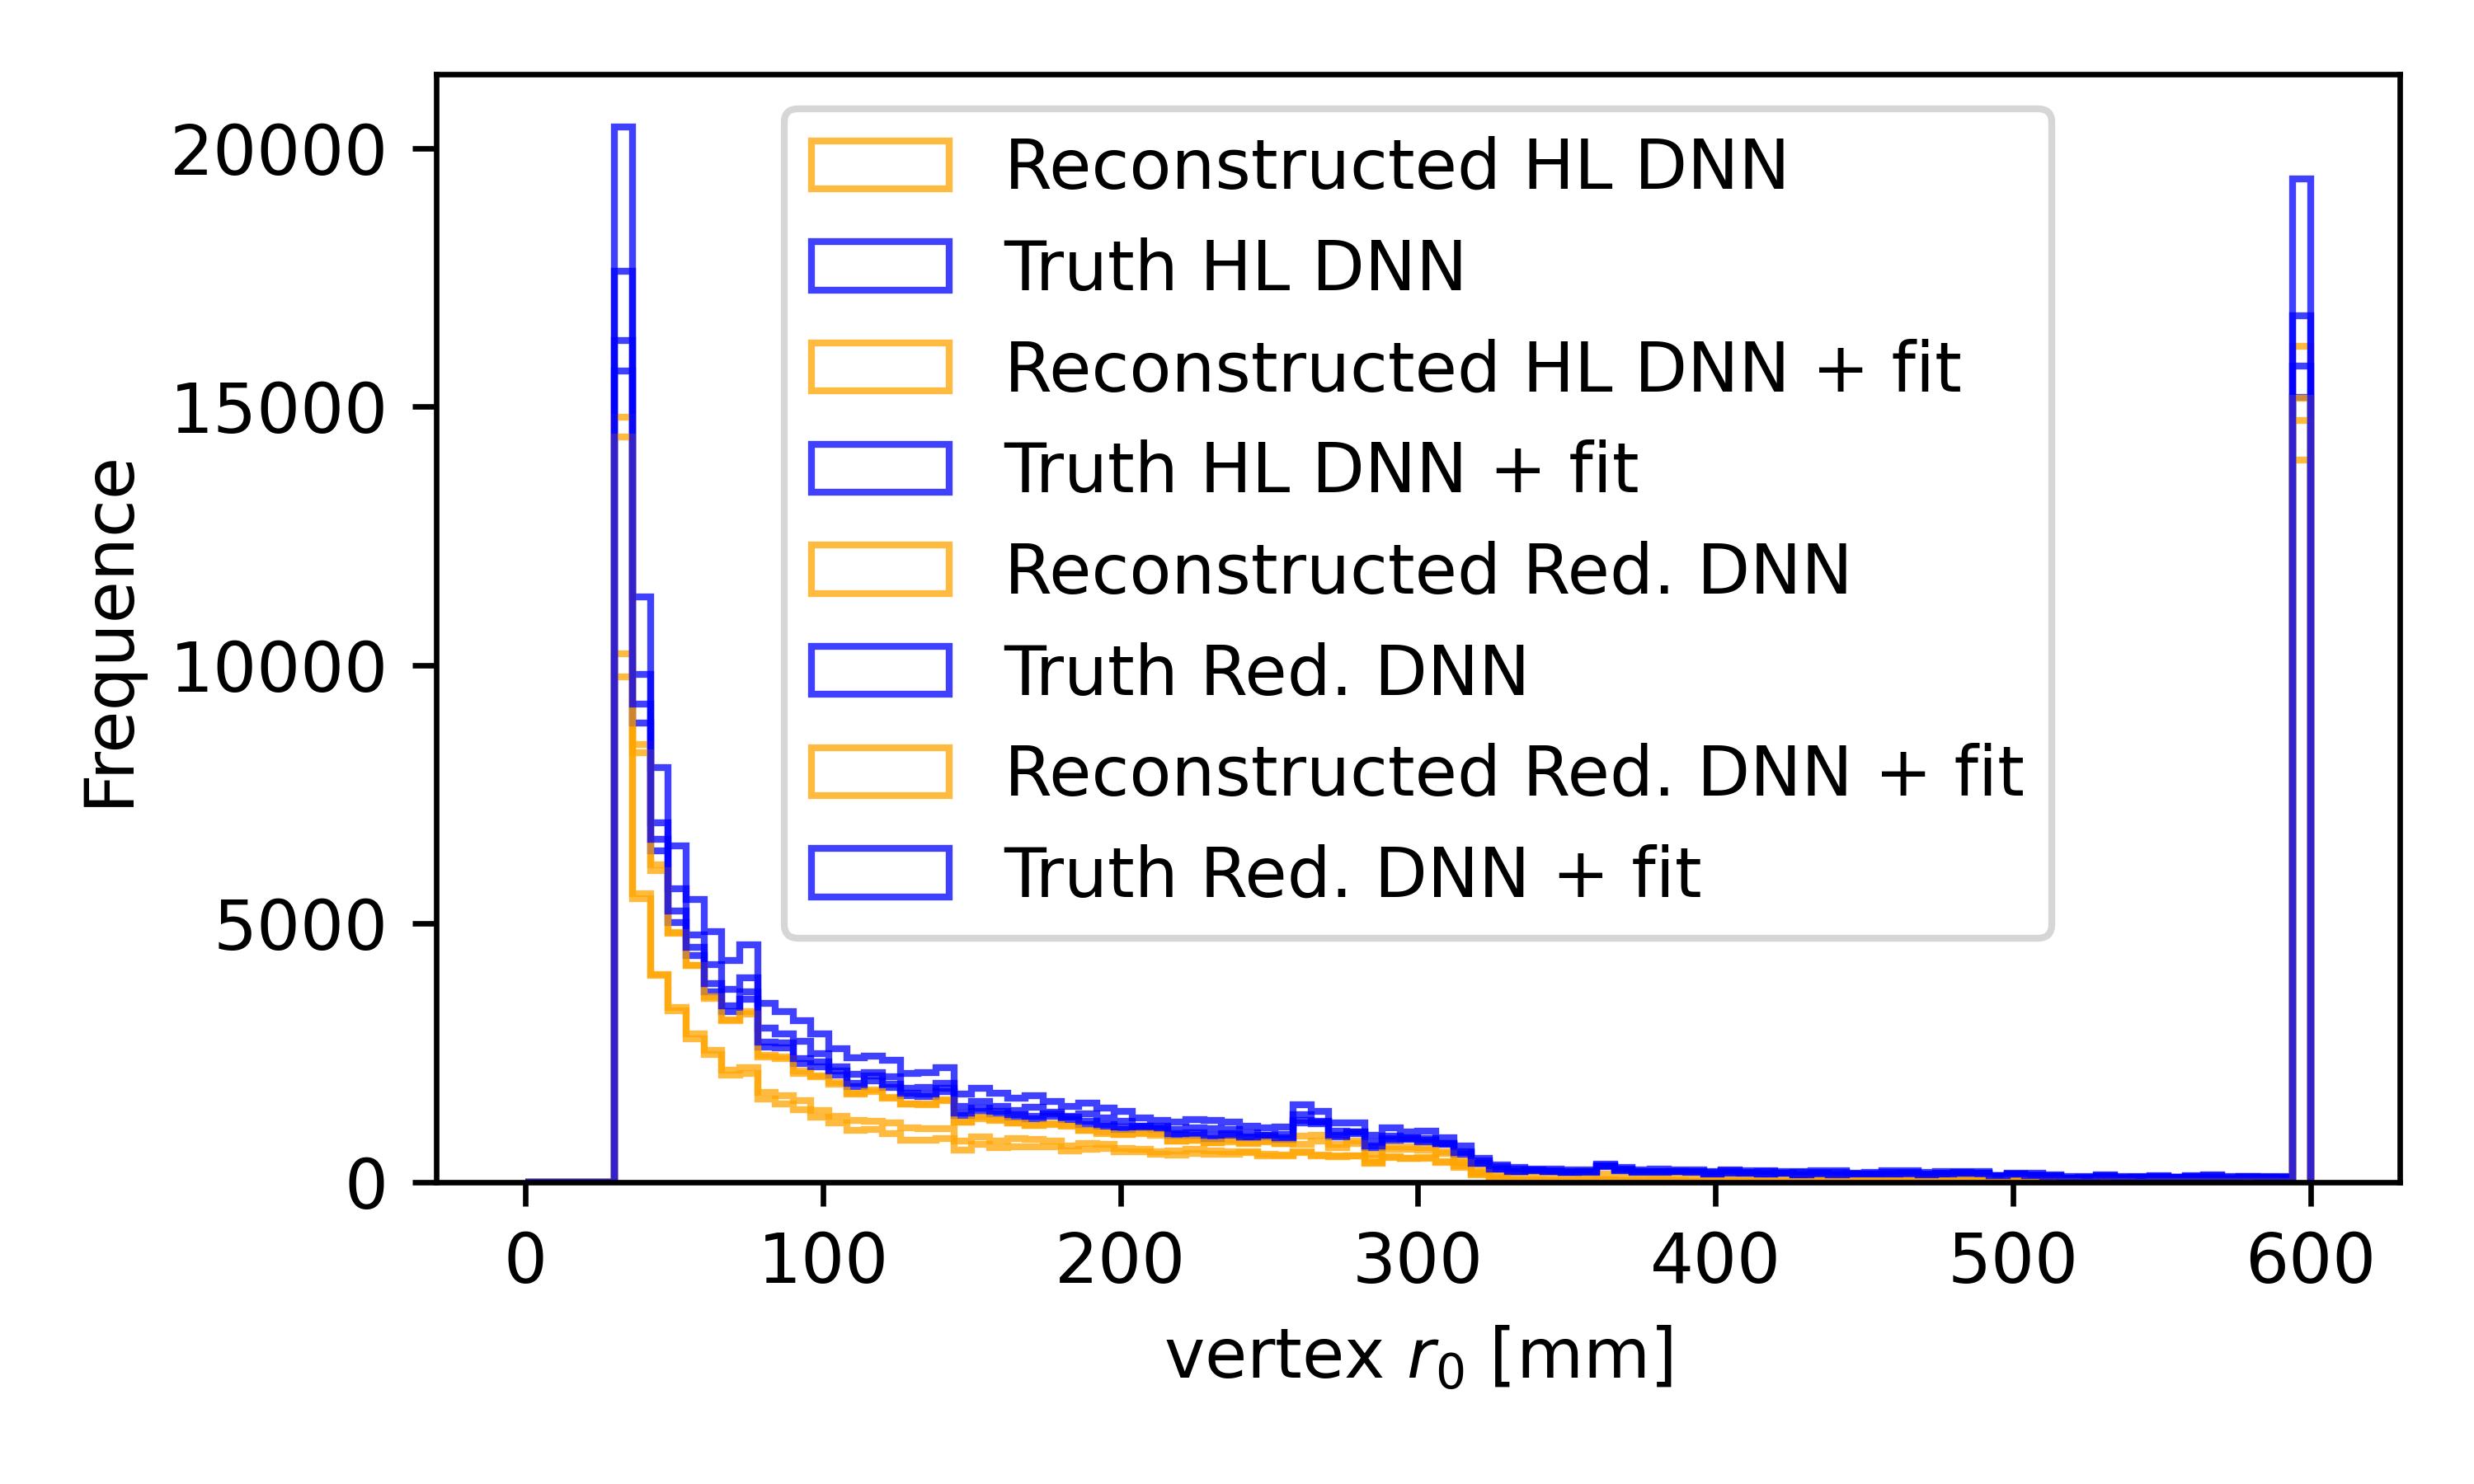 20000
15000
10000
5000
0
Frequence
Reconstructed HL DNN
Truth HL DNN
Reconstructed HL DNN + fit
Truth HL DNN + fit
Reconstructed Red. DNN
Truth Red. DNN
Reconstructed Red. DNN + fit
Truth Red. DNN + fit
0 100 200 300 400 500 600
vertex r₀ [mm]